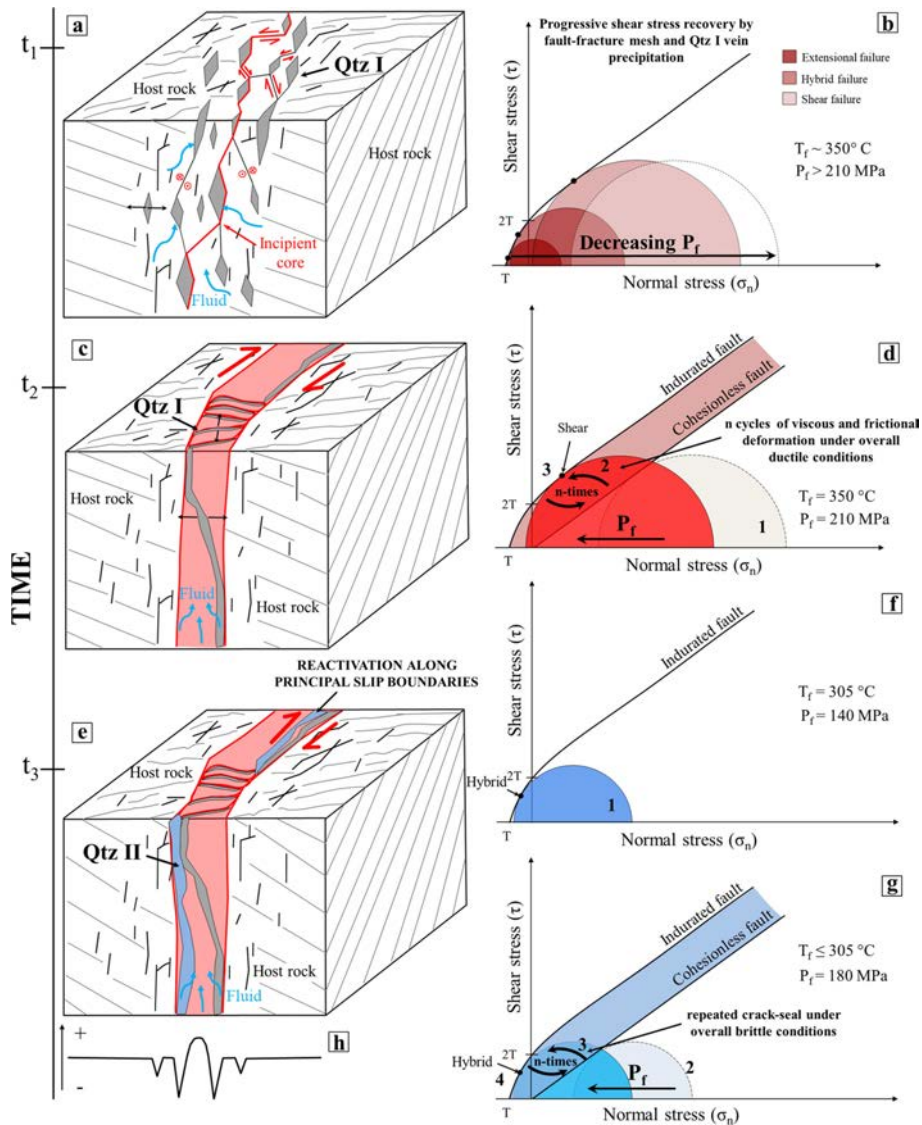 TIME
t1
a
Qtz I
Host rock
Host rock
Incipient
core
Fluid
b
Progressive shear stress recovery by
fault-fracture mesh and Qtz I vein
precipitation
Extensional failure
Hybrid failure
Shear failure
Tf ~ 350° C
Pf > 210 MPa
Shear stress (τ)
2T
Decreasing Pf
T
Normal stress (σn)
t2
c
Qtz I
Host rock
Fluid
Host rock
d
Shear stress (τ)
Indurated fault
Cohesionless fault
n cycles of viscous and frictional
deformation under overall
ductile conditions
Shear
3
2
n-times
2T
Pf
1
Tf = 350 °C
Pf = 210 MPa
T
Normal stress (σn)
t3
REACTIVATION ALONG
PRINCIPAL SLIP BOUNDARIES
e
Host rock
Qtz II
Host rock
Fluid
f
Shear stress (τ)
Indurated fault
Tf = 305 °C
Pf = 140 MPa
2T
Hybrid
1
T
Normal stress (σn)
g
Shear stress (τ)
Indurated fault
Cohesionless fault
Tf ≤ 305 °C
Pf = 180 MPa
repeated crack-seal under
overall brittle conditions
2T
3
Hybrid
n-times
4
Pf
2
T
Normal stress (σn)
+
-
h